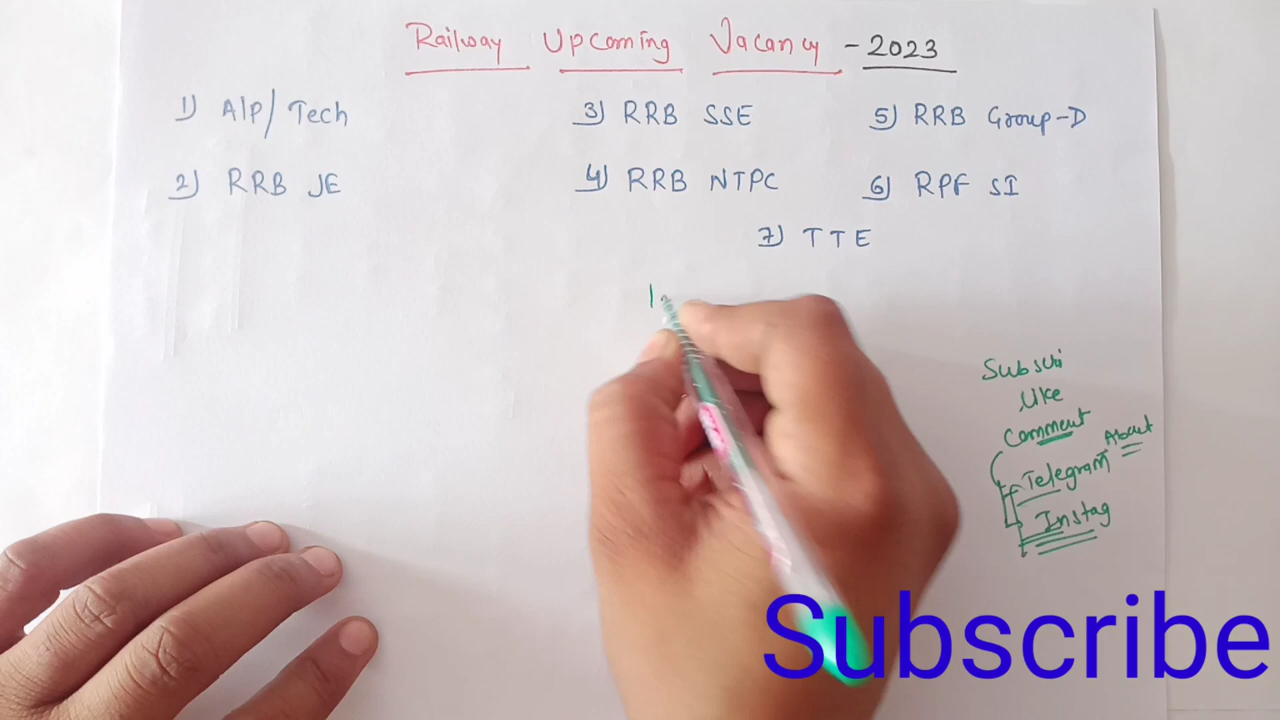 Railway Upcoming Vacancy - 2023
1) Alp/Tech
2) RRB JE
3) RRB SSE
4) RRB NTPC
5) RRB Group-D
6) RPF SI
7) TTE
Subscri
Like
Comment
About
Telegram
Instag
Subscribe